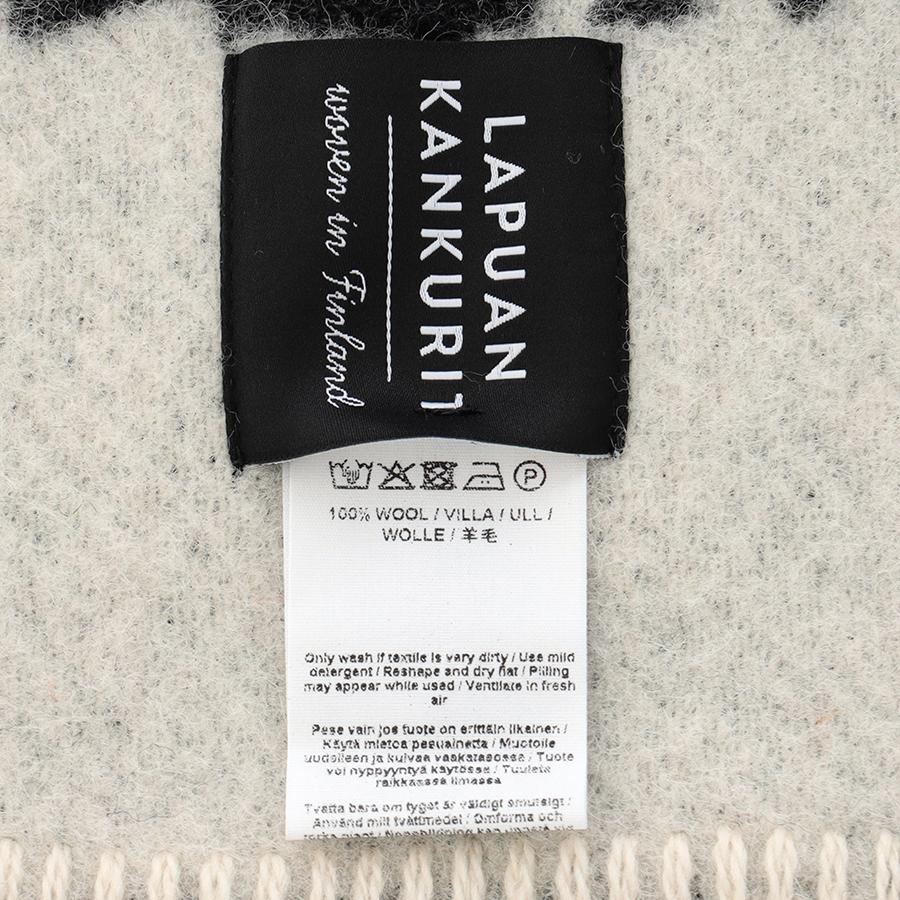 LAPUAN
KANKURIT
woven in Finland
P
100% WOOL / VILLA / ULL /
WOLLE / 羊毛
Only wash if textile is very dirty / Use mild
detergent / Reshape and dry flat / Pilling
may appear while used / Ventilate in fresh
air
Pese vain jos tuote on erittäin likainen /
Käytä mietoa pesuainetta / Muotoile
uudelleen ja kuivaa vaakatasossa / Tuote
voi nyppyyntyä käytössä / Tuuleta
raikkaassa ilmassa
Tvätta bara om tyget är väldigt smutsigt /
Använd milt tvättmedel / Omforma och